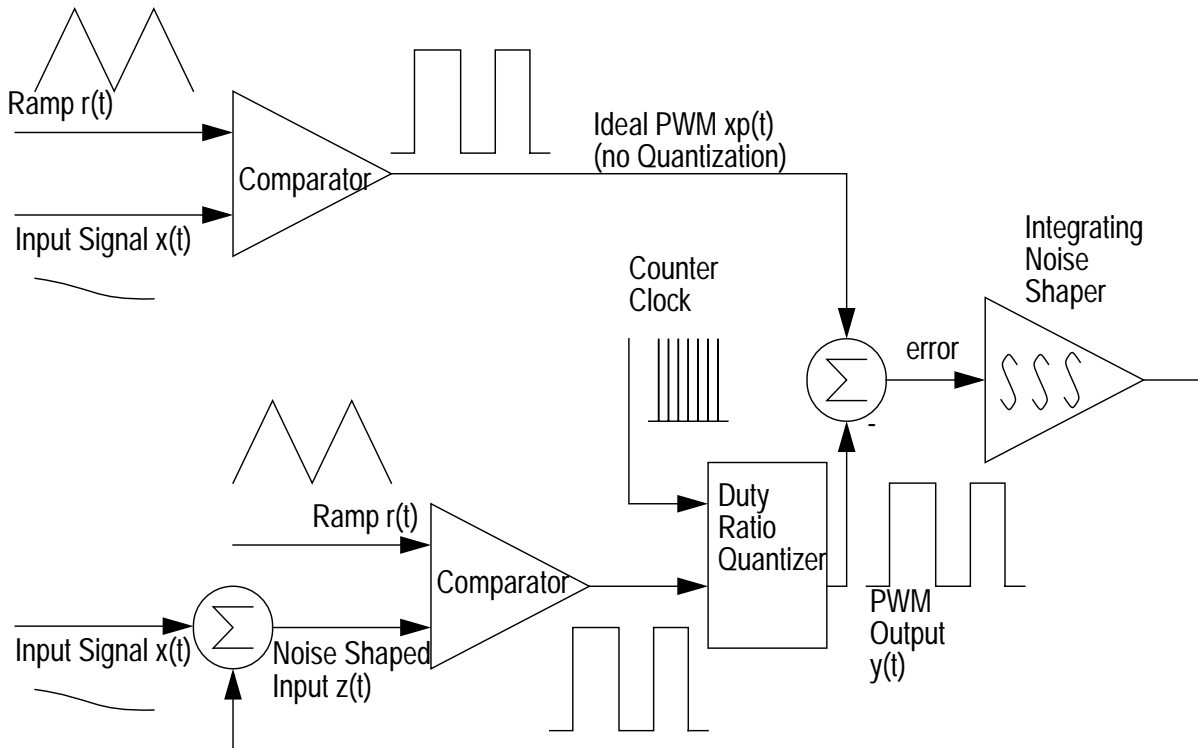 Ramp r(t)
Comparator
Input Signal x(t)
Ideal PWM xp(t)
(no Quantization)
Integrating
Noise
Shaper
Counter
Clock
Σ
error
-
∫ ∫ ∫
Ramp r(t)
Comparator
Duty
Ratio
Quantizer
Σ
Input Signal x(t)
Noise Shaped
Input z(t)
PWM
Output
y(t)